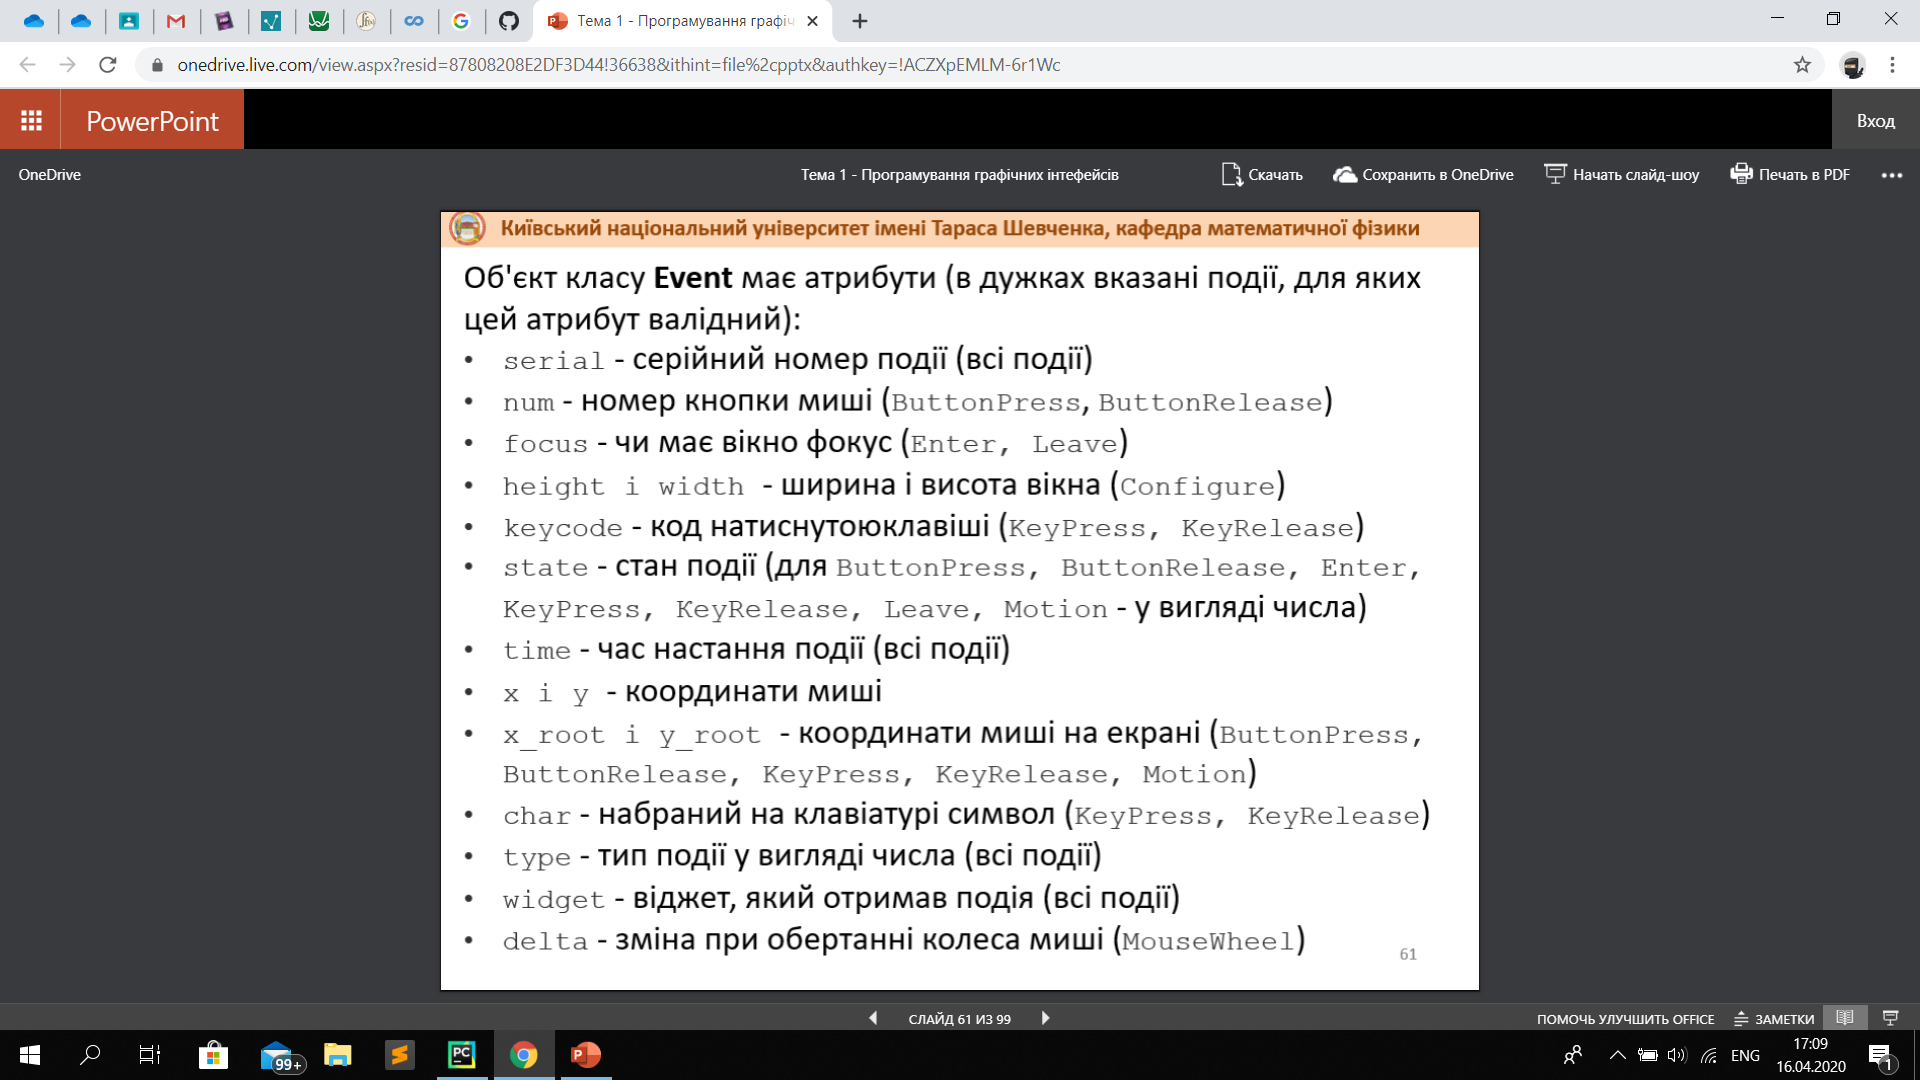 Тема 1 - Програмування графіч
onedrive.live.com/view.aspx?resid=87808208E2DF3D44!36638&ithint=file%2cpptx&authkey=!ACZXpEMLM-6r1Wc
PowerPoint
Вход
OneDrive
Тема 1 - Програмування графічних інтефейсів
Скачать
Сохранить в OneDrive
Начать слайд-шоу
Печать в PDF
Київський національний університет імені Тараса Шевченка, кафедра математичної фізики
Об'єкт класу Event має атрибути (в дужках вказані події, для яких
цей атрибут валідний):
• serial - серійний номер події (всі події)
• num - номер кнопки миші (ButtonPress, ButtonRelease)
• focus - чи має вікно фокус (Enter, Leave)
• height і width - ширина і висота вікна (Configure)
• keycode - код натиснутоюклавіші (KeyPress, KeyRelease)
• state - стан події (для ButtonPress, ButtonRelease, Enter,
KeyPress, KeyRelease, Leave, Motion - у вигляді числа)
• time - час настання події (всі події)
• x і y - координати миші
• x_root і y_root - координати миші на екрані (ButtonPress,
ButtonRelease, KeyPress, KeyRelease, Motion)
• char - набраний на клавіатурі символ (KeyPress, KeyRelease)
• type - тип події у вигляді числа (всі події)
• widget - віджет, який отримав подія (всі події)
• delta - зміна при обертанні колеса миші (MouseWheel)
61
СЛАЙД 61 ИЗ 99
ПОМОЧЬ УЛУЧШИТЬ OFFICE
ЗАМЕТКИ
99+
PC
ENG
17:09
16.04.2020
1